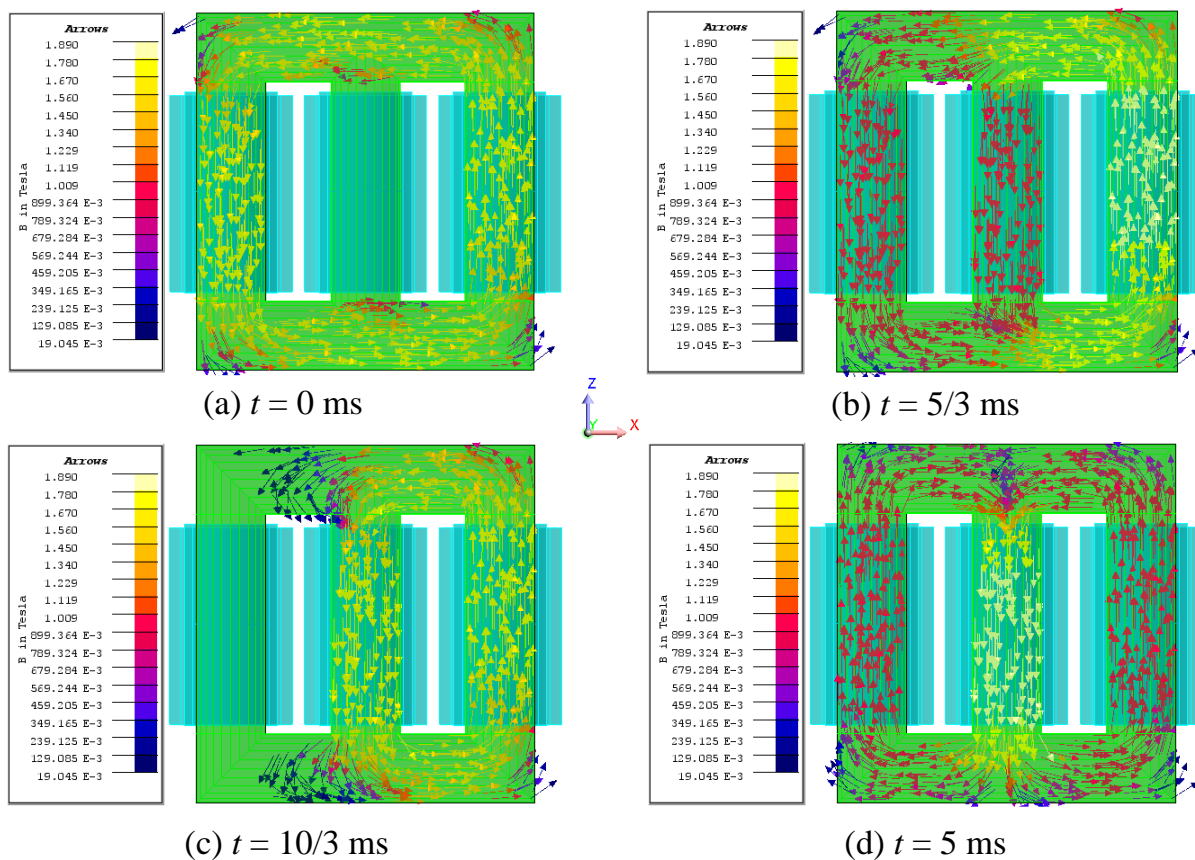 Arrows
1.890
1.780
1.670
1.560
1.450
1.340
1.229
1.119
1.009
899.364 E-3
789.324 E-3
679.284 E-3
569.244 E-3
459.205 E-3
349.165 E-3
239.125 E-3
129.085 E-3
19.045 E-3
B in Tesla
(a) t = 0 ms
Arrows
1.890
1.780
1.670
1.560
1.450
1.340
1.229
1.119
1.009
899.364 E-3
789.324 E-3
679.284 E-3
569.244 E-3
459.205 E-3
349.165 E-3
239.125 E-3
129.085 E-3
19.045 E-3
B in Tesla
(b) t = 5/3 ms
Z
Y
X
Arrows
1.890
1.780
1.670
1.560
1.450
1.340
1.229
1.119
1.009
899.364 E-3
789.324 E-3
679.284 E-3
569.244 E-3
459.205 E-3
349.165 E-3
239.125 E-3
129.085 E-3
19.045 E-3
B in Tesla
(c) t = 10/3 ms
Arrows
1.890
1.780
1.670
1.560
1.450
1.340
1.229
1.119
1.009
899.364 E-3
789.324 E-3
679.284 E-3
569.244 E-3
459.205 E-3
349.165 E-3
239.125 E-3
129.085 E-3
19.045 E-3
B in Tesla
(d) t = 5 ms